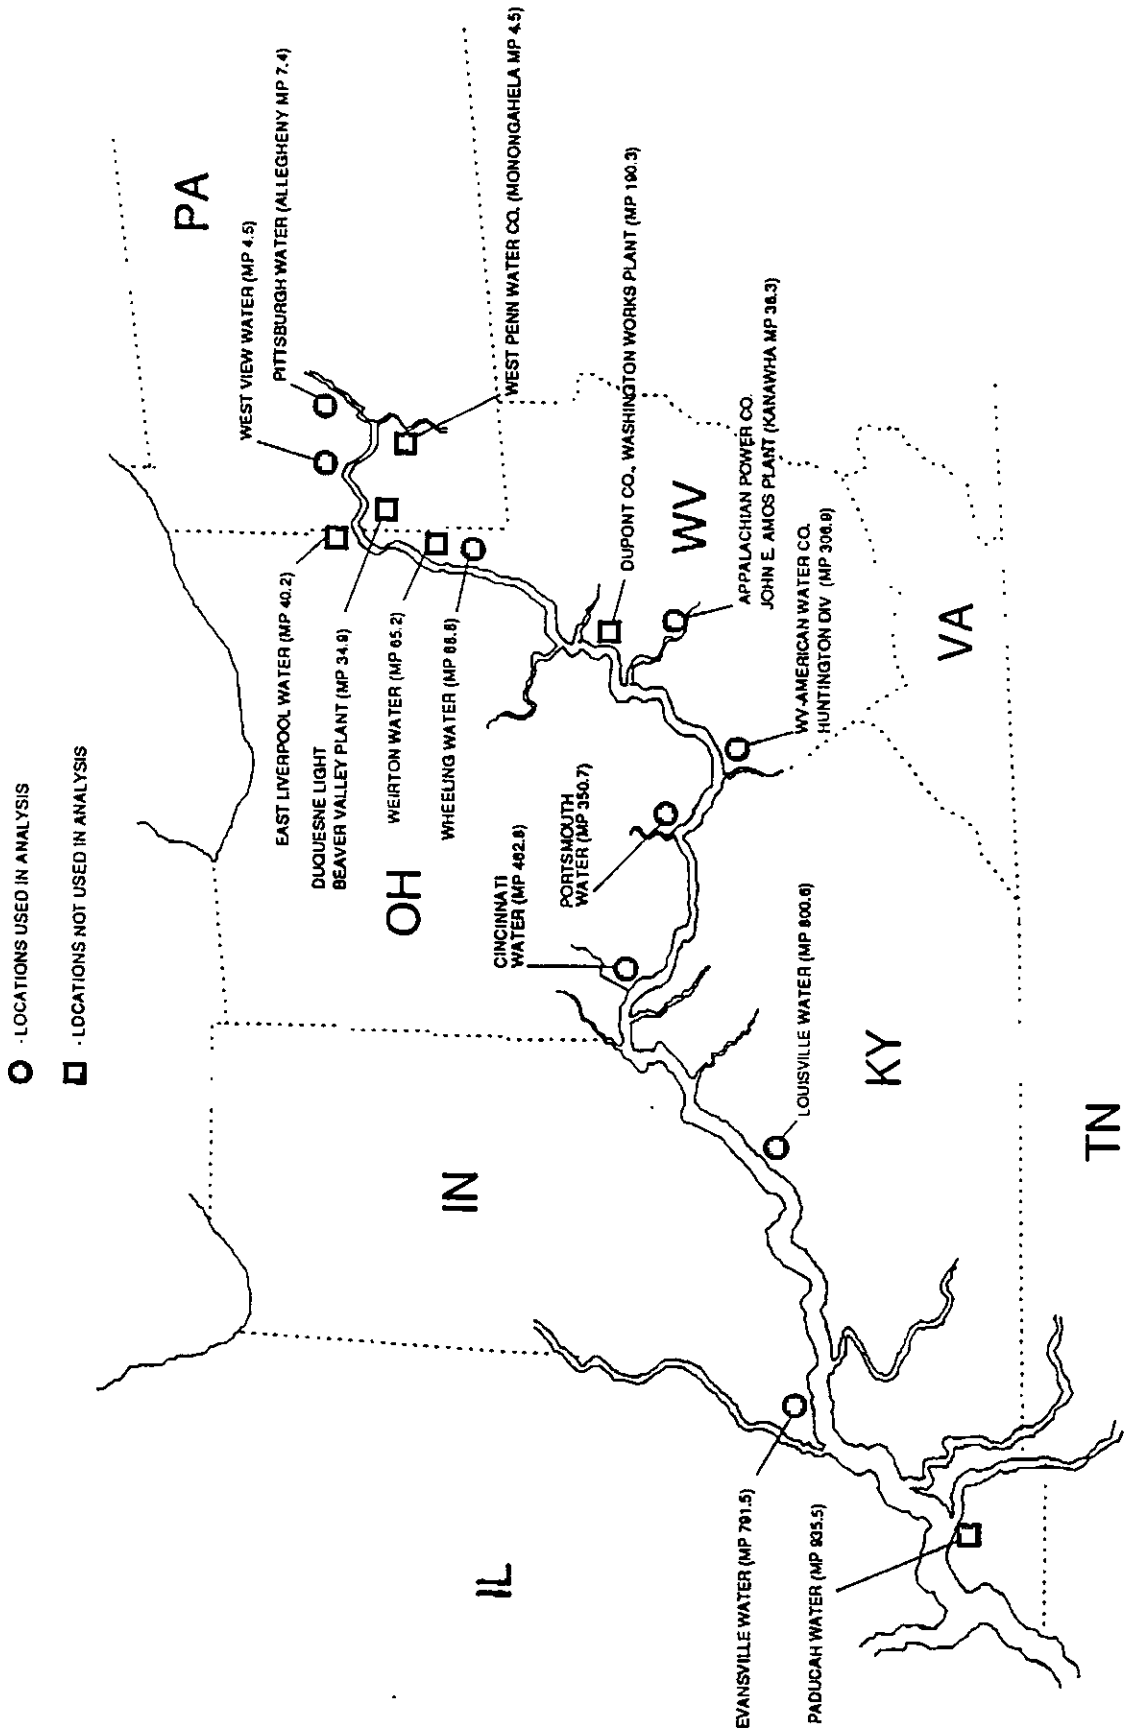 O - LOCATIONS USED IN ANALYSIS
□ - LOCATIONS NOT USED IN ANALYSIS
PA
WEST VIEW WATER (MP 4.5)
PITTSBURGH WATER (ALLEGHENY MP 7.4)
WEST PENN WATER CO. (MONONGAHELA MP 4.5)
EAST LIVERPOOL WATER (MP 40.2)
DUQUESNE LIGHT
BEAVER VALLEY PLANT (MP 34.9)
WEIRTON WATER (MP 65.2)
WHEELING WATER (MP 86.8)
OH
DUPONT CO., WASHINGTON WORKS PLANT (MP 190.3)
WV
APPALACHIAN POWER CO.
JOHN E. AMOS PLANT (KANAWHA MP 38.3)
WV-AMERICAN WATER CO.
HUNTINGTON DIV (MP 306.9)
VA
PORTSMOUTH
WATER (MP 350.7)
CINCINNATI
WATER (MP 462.8)
LOUISVILLE WATER (MP 600.6)
KY
IN
TN
IL
EVANSVILLE WATER (MP 791.5)
PADUCAH WATER (MP 935.5)